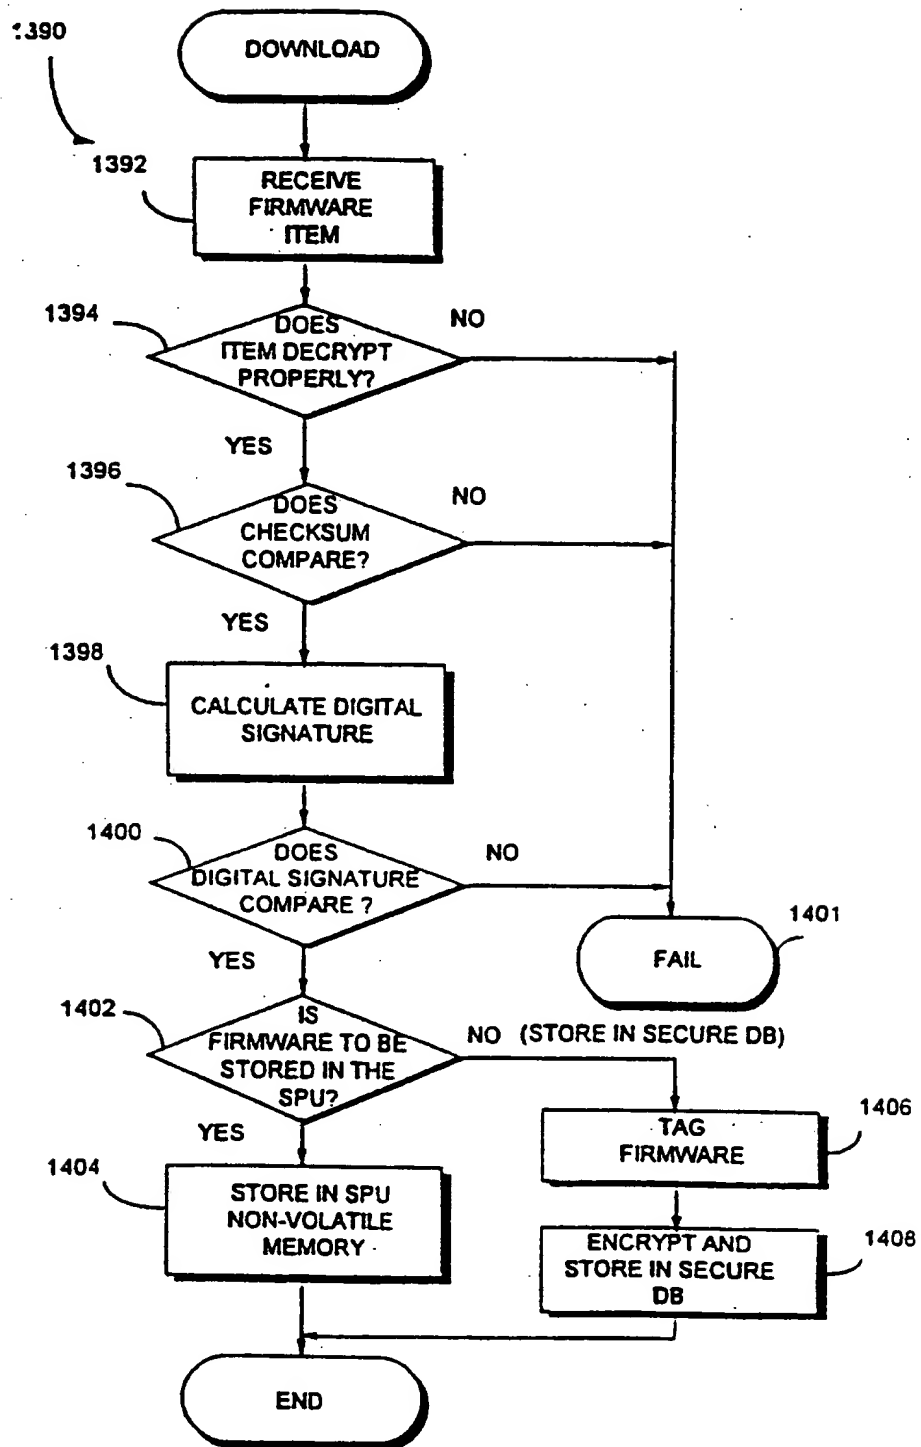 1390
DOWNLOAD
1392
RECEIVE
FIRMWARE
ITEM
1394
DOES
ITEM DECRYPT
PROPERLY?
NO
YES
1396
DOES
CHECKSUM
COMPARE?
NO
YES
1398
CALCULATE DIGITAL
SIGNATURE
1400
DOES
DIGITAL SIGNATURE
COMPARE ?
NO
1401
FAIL
YES
1402
IS
FIRMWARE TO BE
STORED IN THE
SPU?
NO (STORE IN SECURE DB)
YES
1406
TAG
FIRMWARE
1404
STORE IN SPU
NON-VOLATILE
MEMORY
1408
ENCRYPT AND
STORE IN SECURE
DB
END